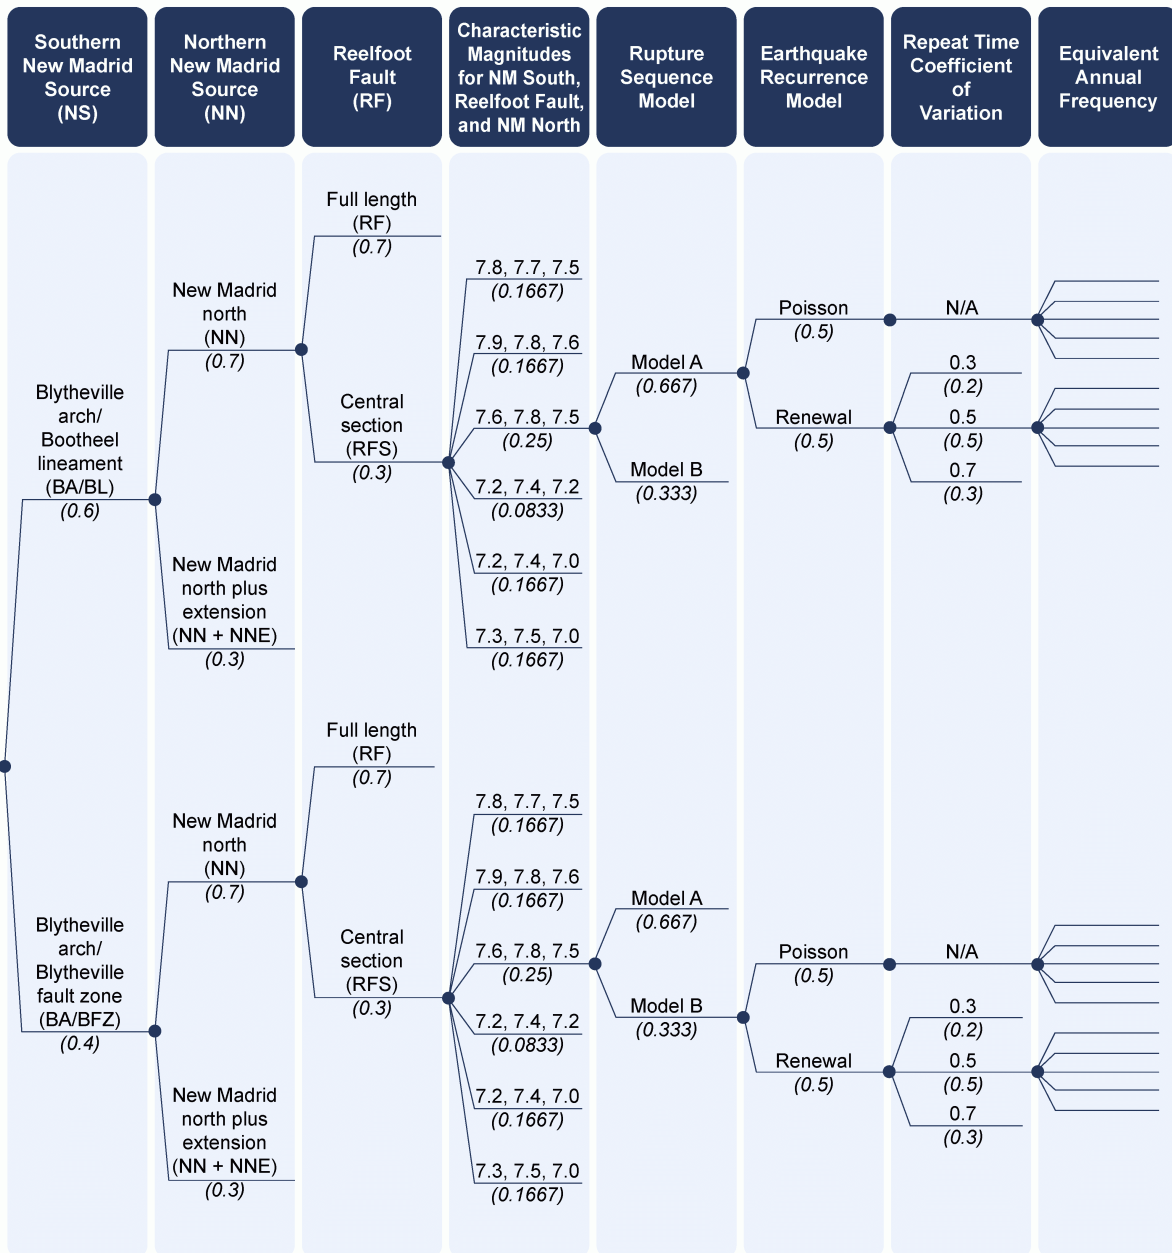 Southern
New Madrid
Source
(NS)
Northern
New Madrid
Source
(NN)
Reelfoot
Fault
(RF)
Characteristic
Magnitudes
for NM South,
Reelfoot Fault,
and NM North
Rupture
Sequence
Model
Earthquake
Recurrence
Model
Repeat Time
Coefficient
of
Variation
Equivalent
Annual
Frequency
Blytheville
arch/
Bootheel
lineament
(BA/BL)
(0.6)
New Madrid
north
(NN)
(0.7)
New Madrid
north plus
extension
(NN + NNE)
(0.3)
Full length
(RF)
(0.7)
Central
section
(RFS)
(0.3)
7.8, 7.7, 7.5
(0.1667)
7.9, 7.8, 7.6
(0.1667)
7.6, 7.8, 7.5
(0.25)
7.2, 7.4, 7.2
(0.0833)
7.2, 7.4, 7.0
(0.1667)
7.3, 7.5, 7.0
(0.1667)
Model A
(0.667)
Model B
(0.333)
Poisson
(0.5)
Renewal
(0.5)
N/A
0.3
(0.2)
0.5
(0.5)
0.7
(0.3)
Blytheville
arch/
Blytheville
fault zone
(BA/BFZ)
(0.4)
New Madrid
north
(NN)
(0.7)
New Madrid
north plus
extension
(NN + NNE)
(0.3)
Full length
(RF)
(0.7)
Central
section
(RFS)
(0.3)
7.8, 7.7, 7.5
(0.1667)
7.9, 7.8, 7.6
(0.1667)
7.6, 7.8, 7.5
(0.25)
7.2, 7.4, 7.2
(0.0833)
7.2, 7.4, 7.0
(0.1667)
7.3, 7.5, 7.0
(0.1667)
Model A
(0.667)
Model B
(0.333)
Poisson
(0.5)
Renewal
(0.5)
N/A
0.3
(0.2)
0.5
(0.5)
0.7
(0.3)